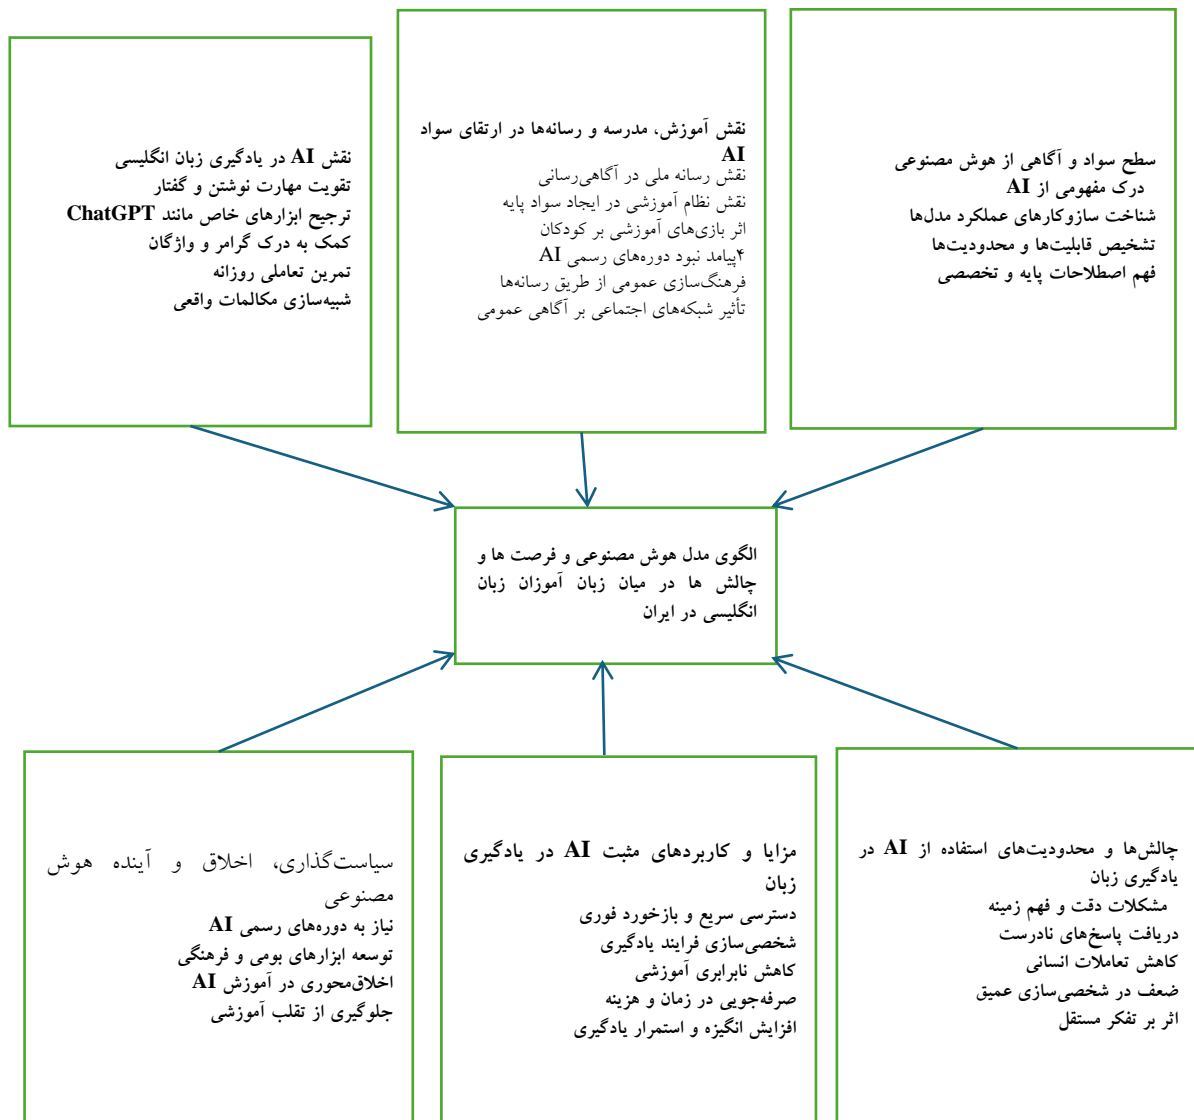 سطح سواد و آگاهی از هوش مصنوعی
درک مفهومی از AI
شناخت سازوکارهای عملکرد مدل‌ها
تشخیص قابلیت‌ها و محدودیت‌ها
فهم اصطلاحات پایه و تخصصی
نقش آموزش، مدرسه و رسانه‌ها در ارتقای سواد
AI
نقش رسانه ملی در آگاهی‌رسانی
نقش نظام آموزشی در ایجاد سواد پایه
اثر بازی‌های آموزشی بر کودکان
۴پیامد نبود دوره‌های رسمی AI
فرهنگ‌سازی عمومی از طریق رسانه‌ها
تأثیر شبکه‌های اجتماعی بر آگاهی عمومی
نقش AI در یادگیری زبان انگلیسی
تقویت مهارت نوشتن و گفتار
ترجیح ابزارهای خاص مانند ChatGPT
کمک به درک گرامر و واژگان
تمرین تعاملی روزانه
شبیه‌سازی مکالمات واقعی
الگوی مدل هوش مصنوعی و فرصت ها و
چالش ها در میان زبان آموزان زبان
انگلیسی در ایران
چالش‌ها و محدودیت‌های استفاده از AI در
یادگیری زبان
مشکلات دقت و فهم زمینه
دریافت پاسخ‌های نادرست
کاهش تعاملات انسانی
ضعف در شخصی‌سازی عمیق
اثر بر تفکر مستقل
مزایا و کاربردهای مثبت AI در یادگیری
زبان
دسترسی سریع و بازخورد فوری
شخصی‌سازی فرایند یادگیری
کاهش نابرابری آموزشی
صرفه‌جویی در زمان و هزینه
افزایش انگیزه و استمرار یادگیری
سیاست‌گذاری، اخلاق و آینده هوش
مصنوعی
نیاز به دوره‌های رسمی AI
توسعه ابزارهای بومی و فرهنگی
اخلاق‌محوری در آموزش AI
جلوگیری از تقلب آموزشی